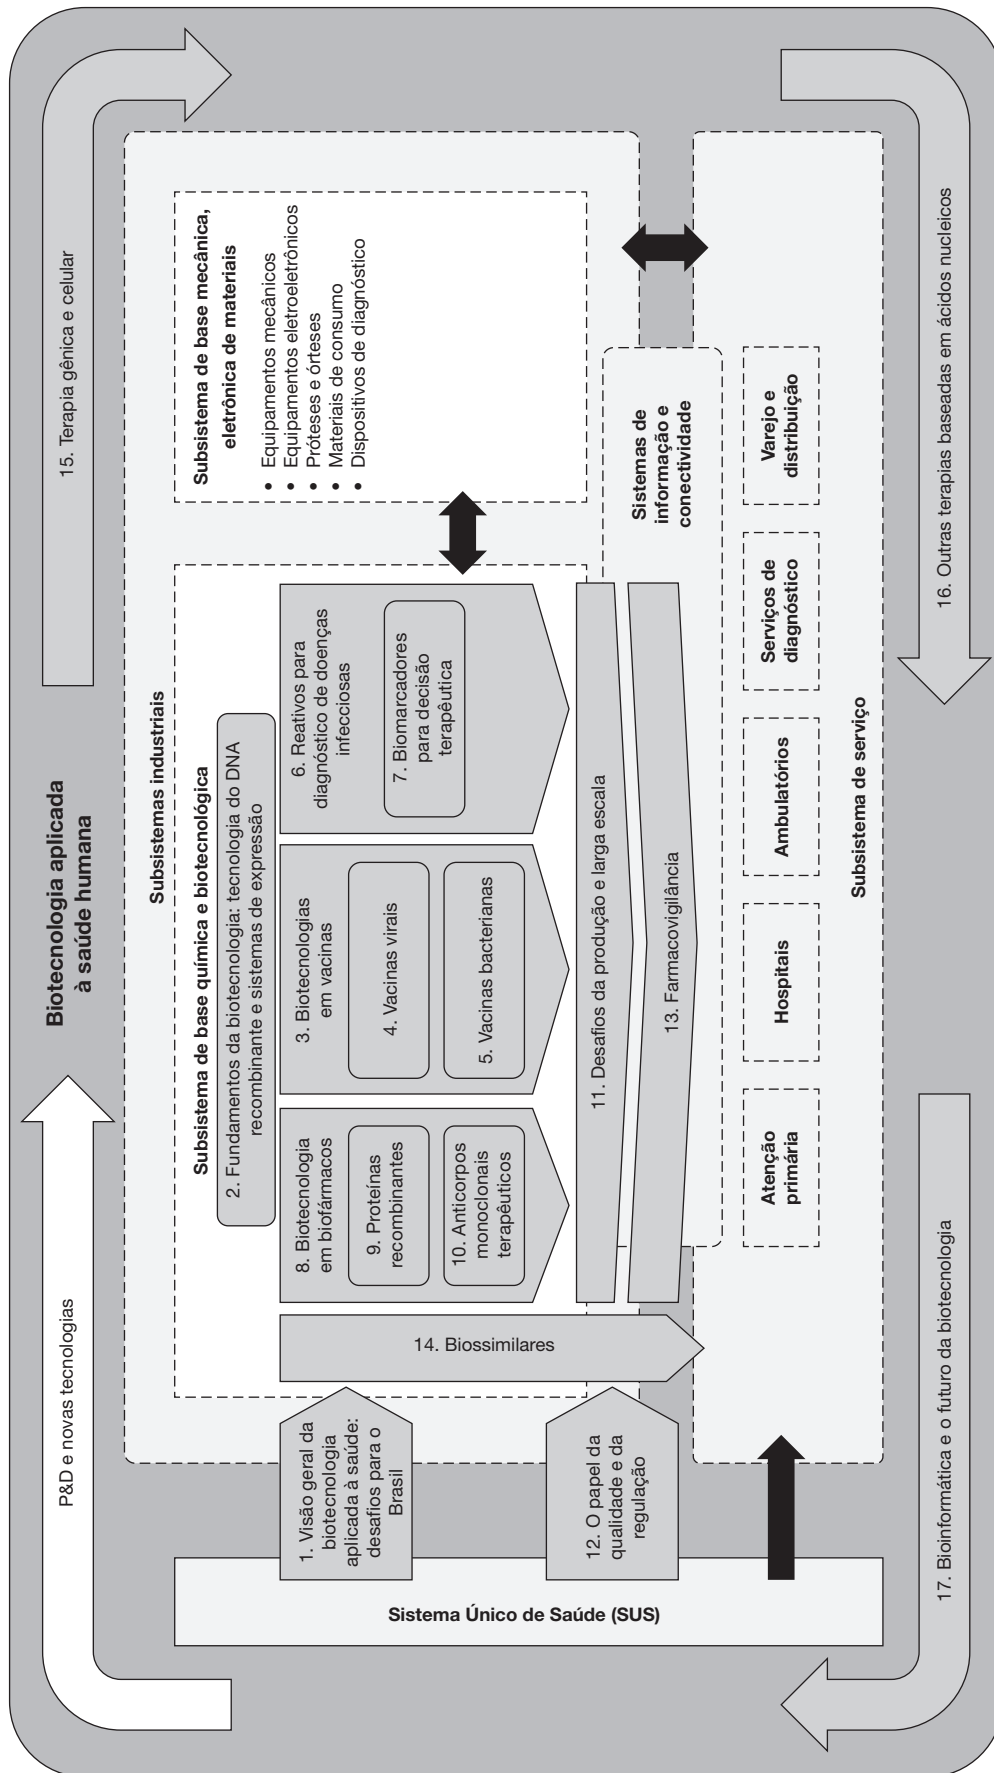 Biotecnologia aplicada
à saúde humana
P&D e novas tecnologias
15. Terapia gênica e celular
Subsistemas industriais
Subsistema de base química e biotecnológica
2. Fundamentos da biotecnologia: tecnologia do DNA
recombinante e sistemas de expressão
8. Biotecnologia
em biofármacos
9. Proteínas
recombinantes
10. Anticorpos
monoclonais
terapêuticos
3. Biotecnologias
em vacinas
4. Vacinas virais
5. Vacinas bacterianas
6. Reativos para
diagnóstico de doenças
infecciosas
7. Biomarcadores
para decisão
terapêutica
Subsistema de base mecânica,
eletrônica de materiais
• Equipamentos mecânicos
• Equipamentos eletroeletrônicos
• Próteses e órteses
• Materiais de consumo
• Dispositivos de diagnóstico
1. Visão geral da
biotecnologia
aplicada à saúde:
desafios para o
Brasil
14. Biossimilares
12. O papel da
qualidade e da
regulação
Sistema Único de Saúde (SUS)
11. Desafios da produção e larga escala
13. Farmacovigilância
Sistemas de
informação e
conectividade
Atenção
primária
Hospitais
Ambulatórios
Serviços de
diagnóstico
Varejo e
distribuição
Subsistema de serviço
17. Bioinformática e o futuro da biotecnologia
16. Outras terapias baseadas em ácidos nucleicos